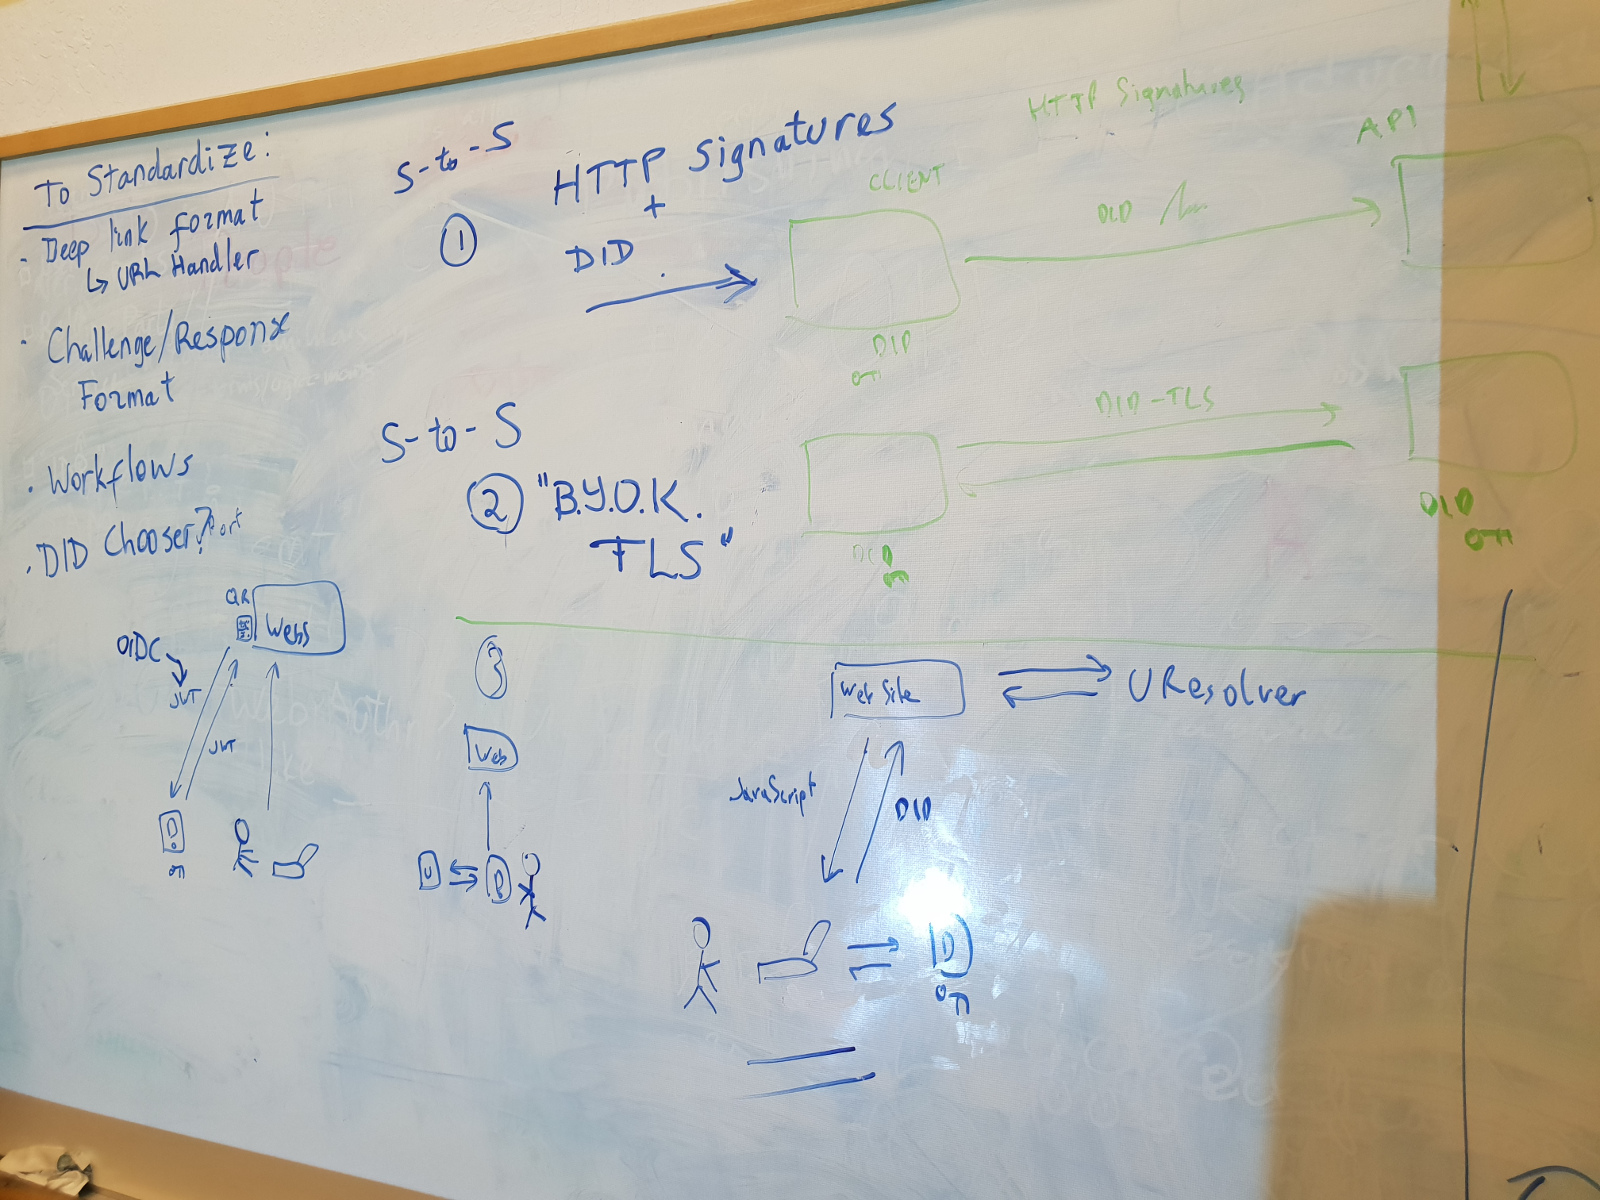 To Standardize:
- Deep link format
↳ URL Handler
· Challenge/Response
Format
· Workflows
· DID Chooser?
S-to-S
①
HTTP Signatures
+
DID
S-to-S
②
"B.Y.O.K.
TLS"
HTTP Signatures
CLIENT
API
DID
DID
DID-TLS
DID
DID
QR
Webs
OIDC
JWT
JWT
D
③
Web
U
D
Web Site
UResolver
JavaScript
DID
D